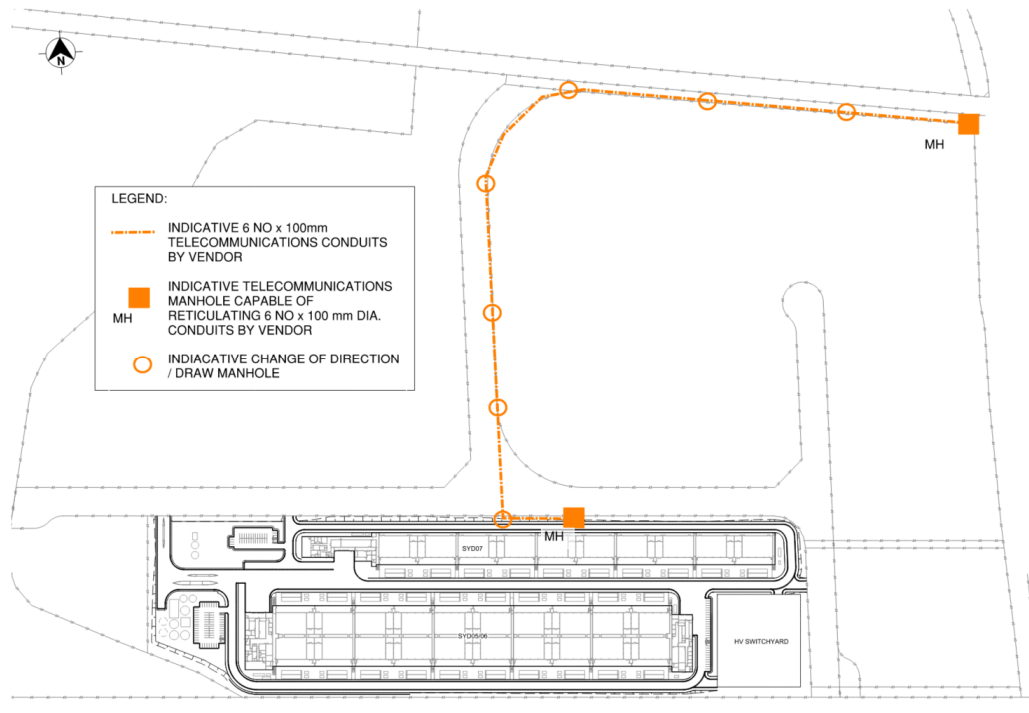 N
MH
LEGEND:
INDICATIVE 6 NO x 100mm
TELECOMMUNICATIONS CONDUITS
BY VENDOR
INDICATIVE TELECOMMUNICATIONS
MANHOLE CAPABLE OF
RETICULATING 6 NO x 100 mm DIA.
CONDUITS BY VENDOR
MH
INDIACATIVE CHANGE OF DIRECTION
/ DRAW MANHOLE
MH
SYD07
SYD05/06
HV SWITCHYARD